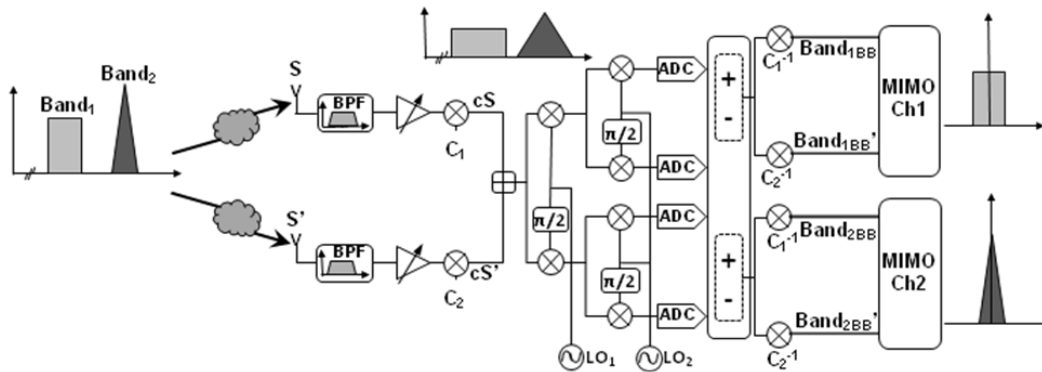 Band₁
Band₂
S
BPF
cS
C₁
S'
BPF
cS'
C₂
π/2
π/2
π/2
LO₁
LO₂
ADC
ADC
ADC
ADC
+
-
+
-
C₁⁻¹
Band₁BB
C₂⁻¹
Band₁BB'
MIMO
Ch1
C₁⁻¹
Band₂BB
C₂⁻¹
Band₂BB'
MIMO
Ch2